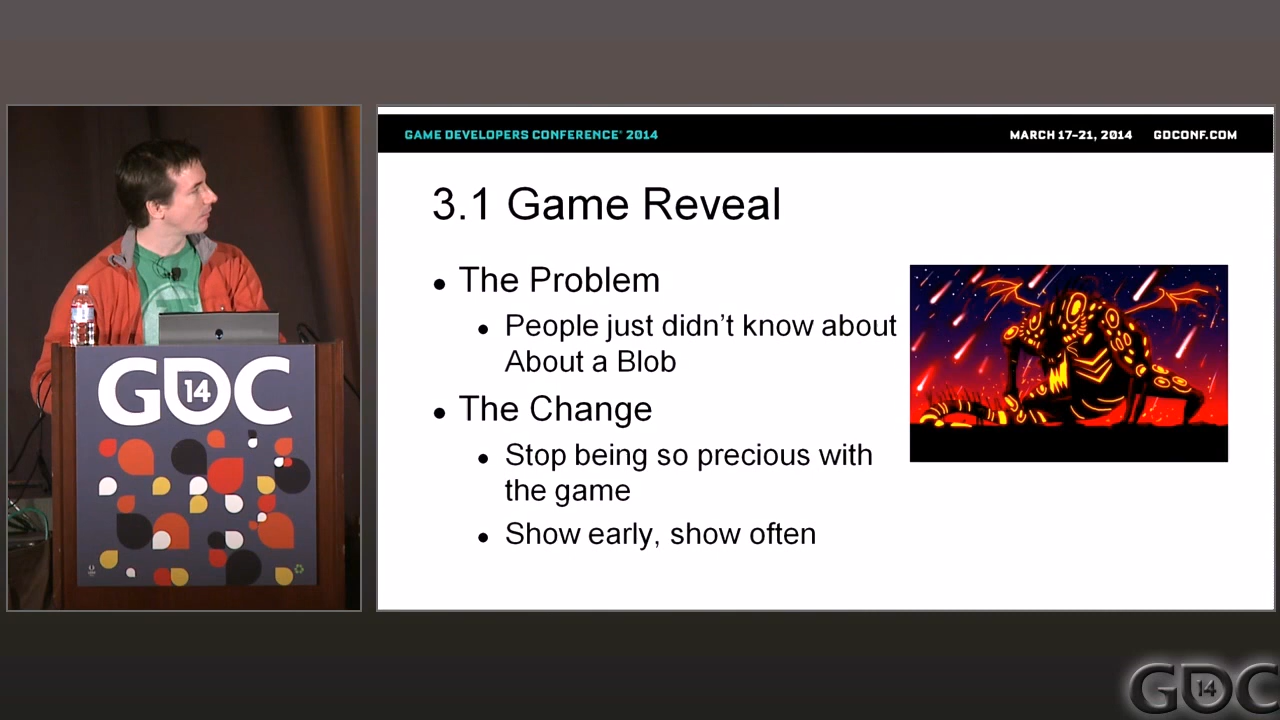 GAME DEVELOPERS CONFERENCE® 2014
MARCH 17-21, 2014 GDCONF.COM
3.1 Game Reveal
• The Problem
• People just didn't know about
About a Blob
• The Change
• Stop being so precious with
the game
• Show early, show often
GDC
14
GDC
14